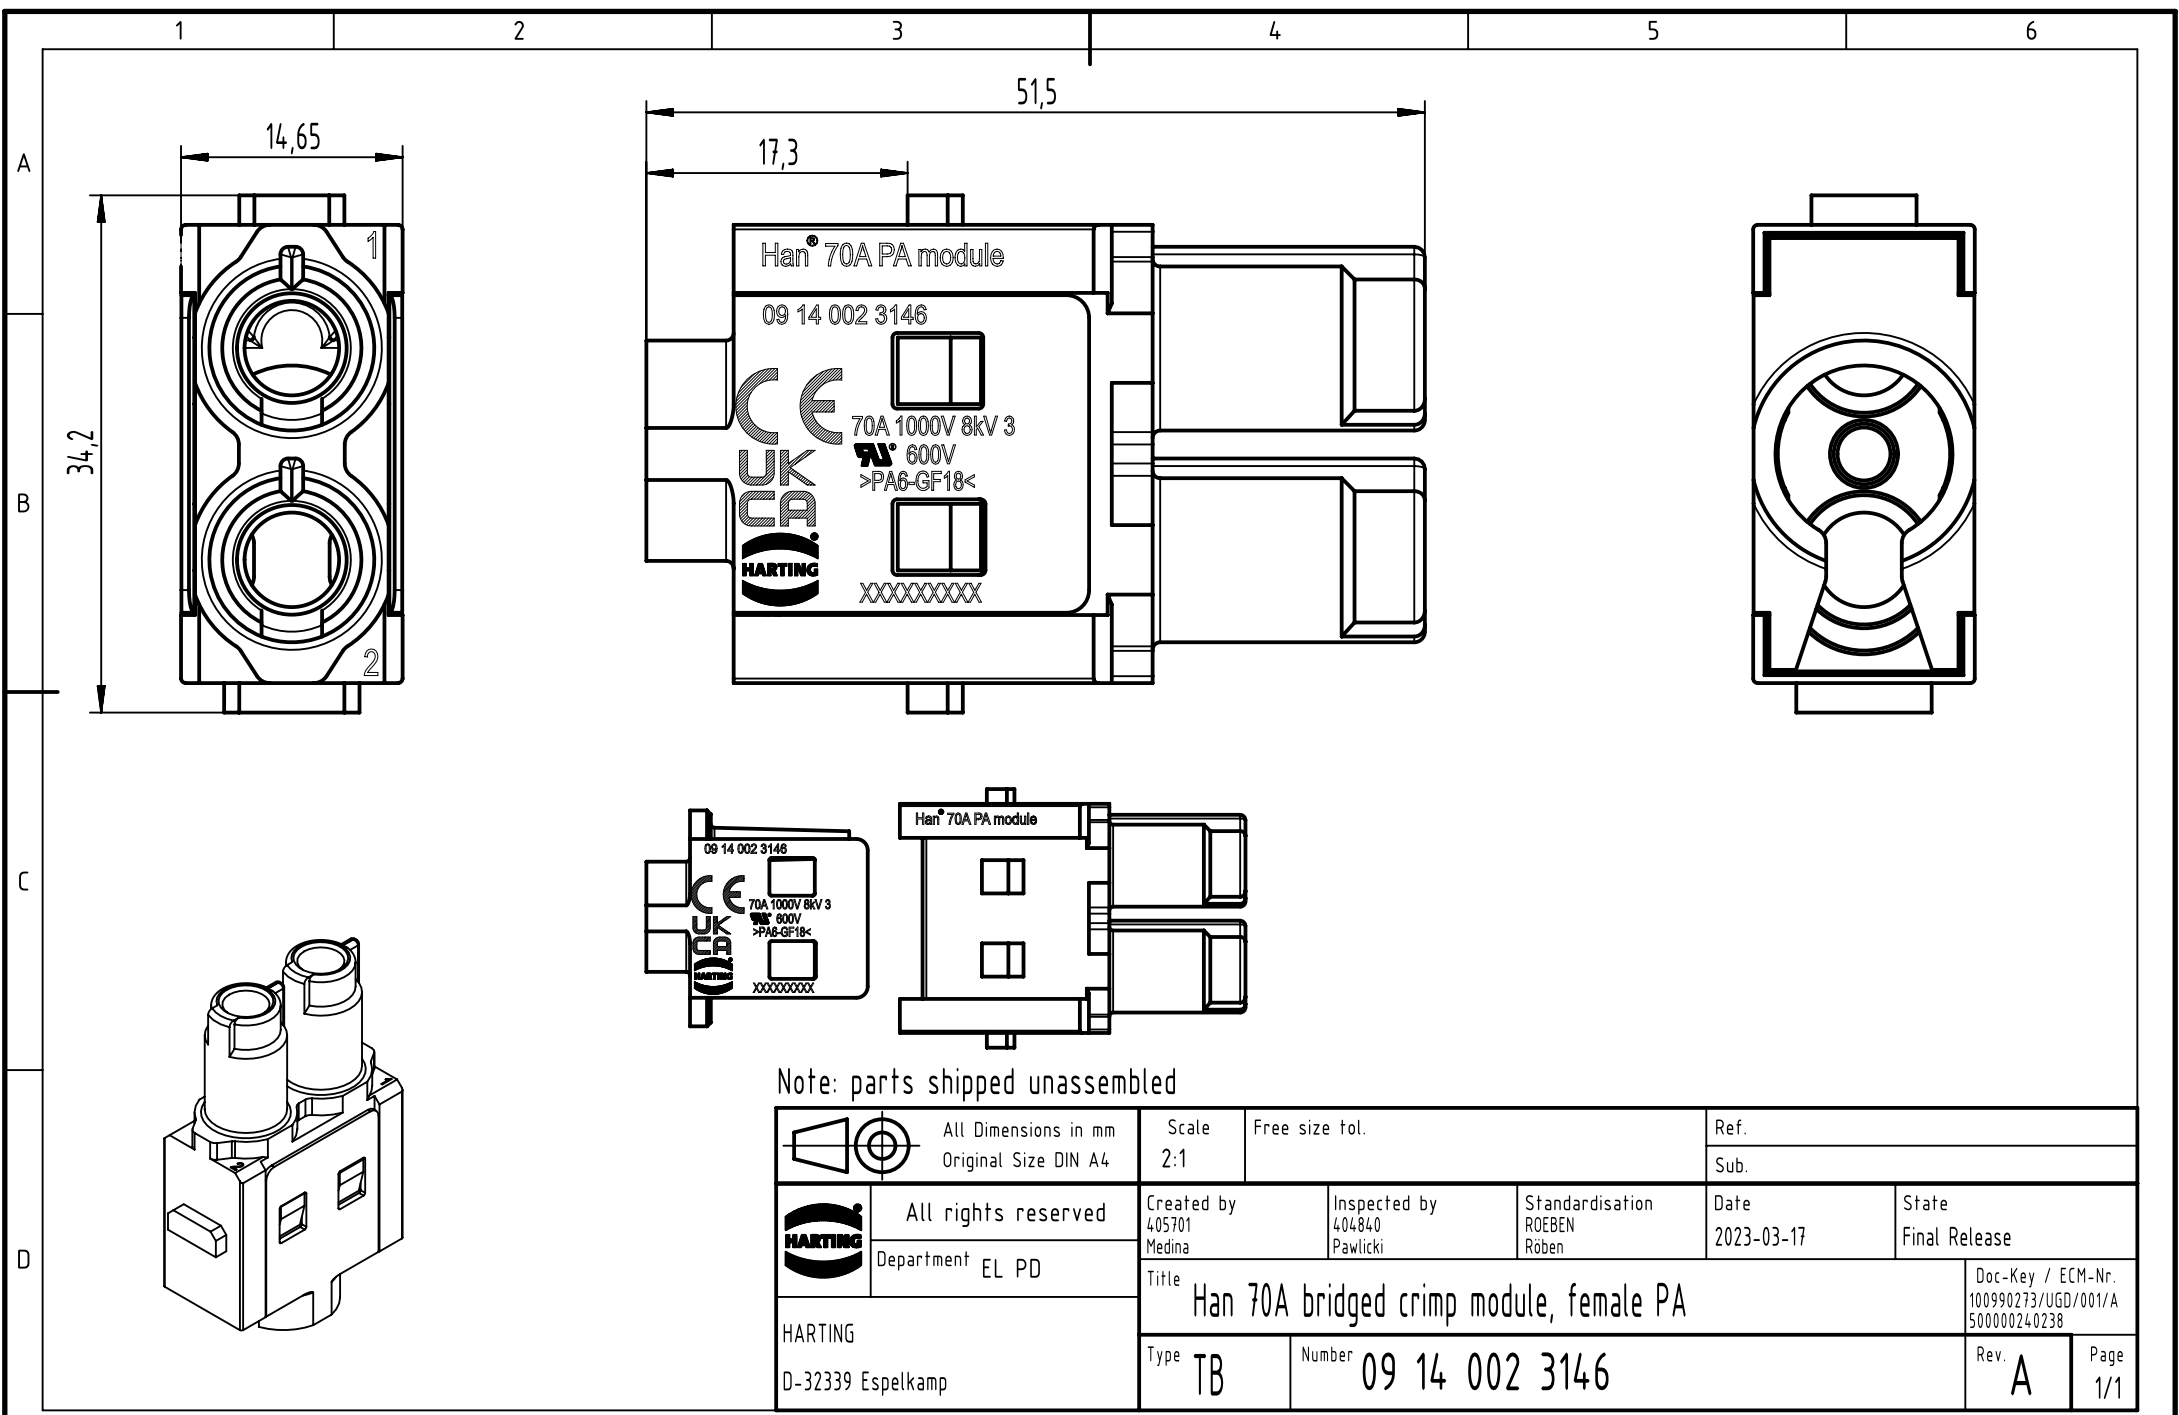 1 2 3 4 5 6
A
B
C
D
14,65
34,2
1
2
51,5
17,3
Han® 70A PA module
09 14 002 3146
CE
70A 1000V 8kV 3
600V
>PA6-GF18<
UK
CA
HARTING
XXXXXXXXX
09 14 002 3146
CE
70A 1000V 8kV 3
600V
>PA6-GF18<
UK
CA
HARTING
XXXXXXXXX
Han® 70A PA module
1
2
Note: parts shipped unassembled
All Dimensions in mm
Original Size DIN A4
Scale
2:1
Free size tol.
Ref.
Sub.
HARTING
All rights reserved
Department EL PD
Created by
405701
Medina
Inspected by
404840
Pawlicki
Standardisation
ROEBEN
Röben
Date
2023-03-17
State
Final Release
Title Han 70A bridged crimp module, female PA
Doc-Key / ECM-Nr.
100990273/UGD/001/A
500000240238
HARTING
D-32339 Espelkamp
Type TB
Number 09 14 002 3146
Rev. A
Page
1/1